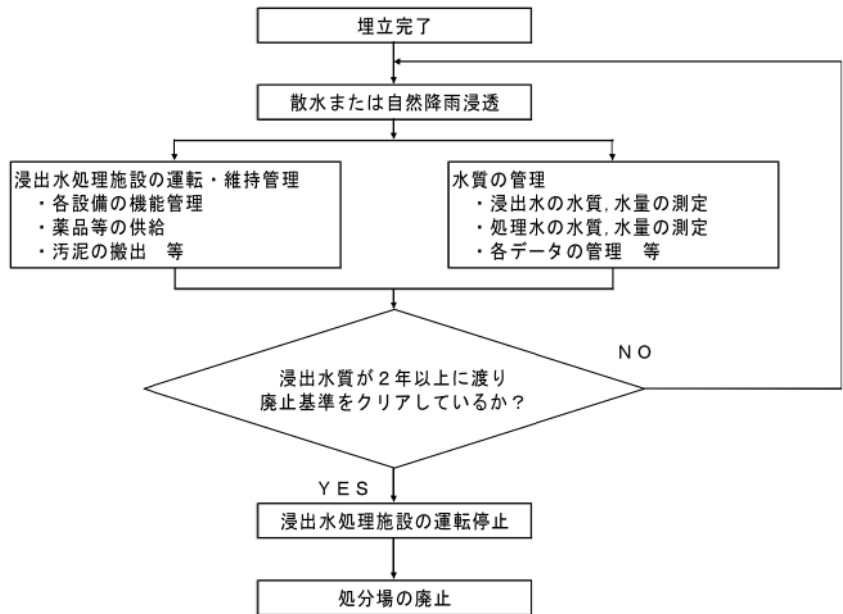 埋立完了
散水または自然降雨浸透
浸出水処理施設の運転・維持管理
・各設備の機能管理
・薬品等の供給
・汚泥の搬出　等
水質の管理
・浸出水の水質,水量の測定
・処理水の水質,水量の測定
・各データの管理　等
浸出水質が２年以上に渡り
廃止基準をクリアしているか？
ＮＯ
ＹＥＳ
浸出水処理施設の運転停止
処分場の廃止